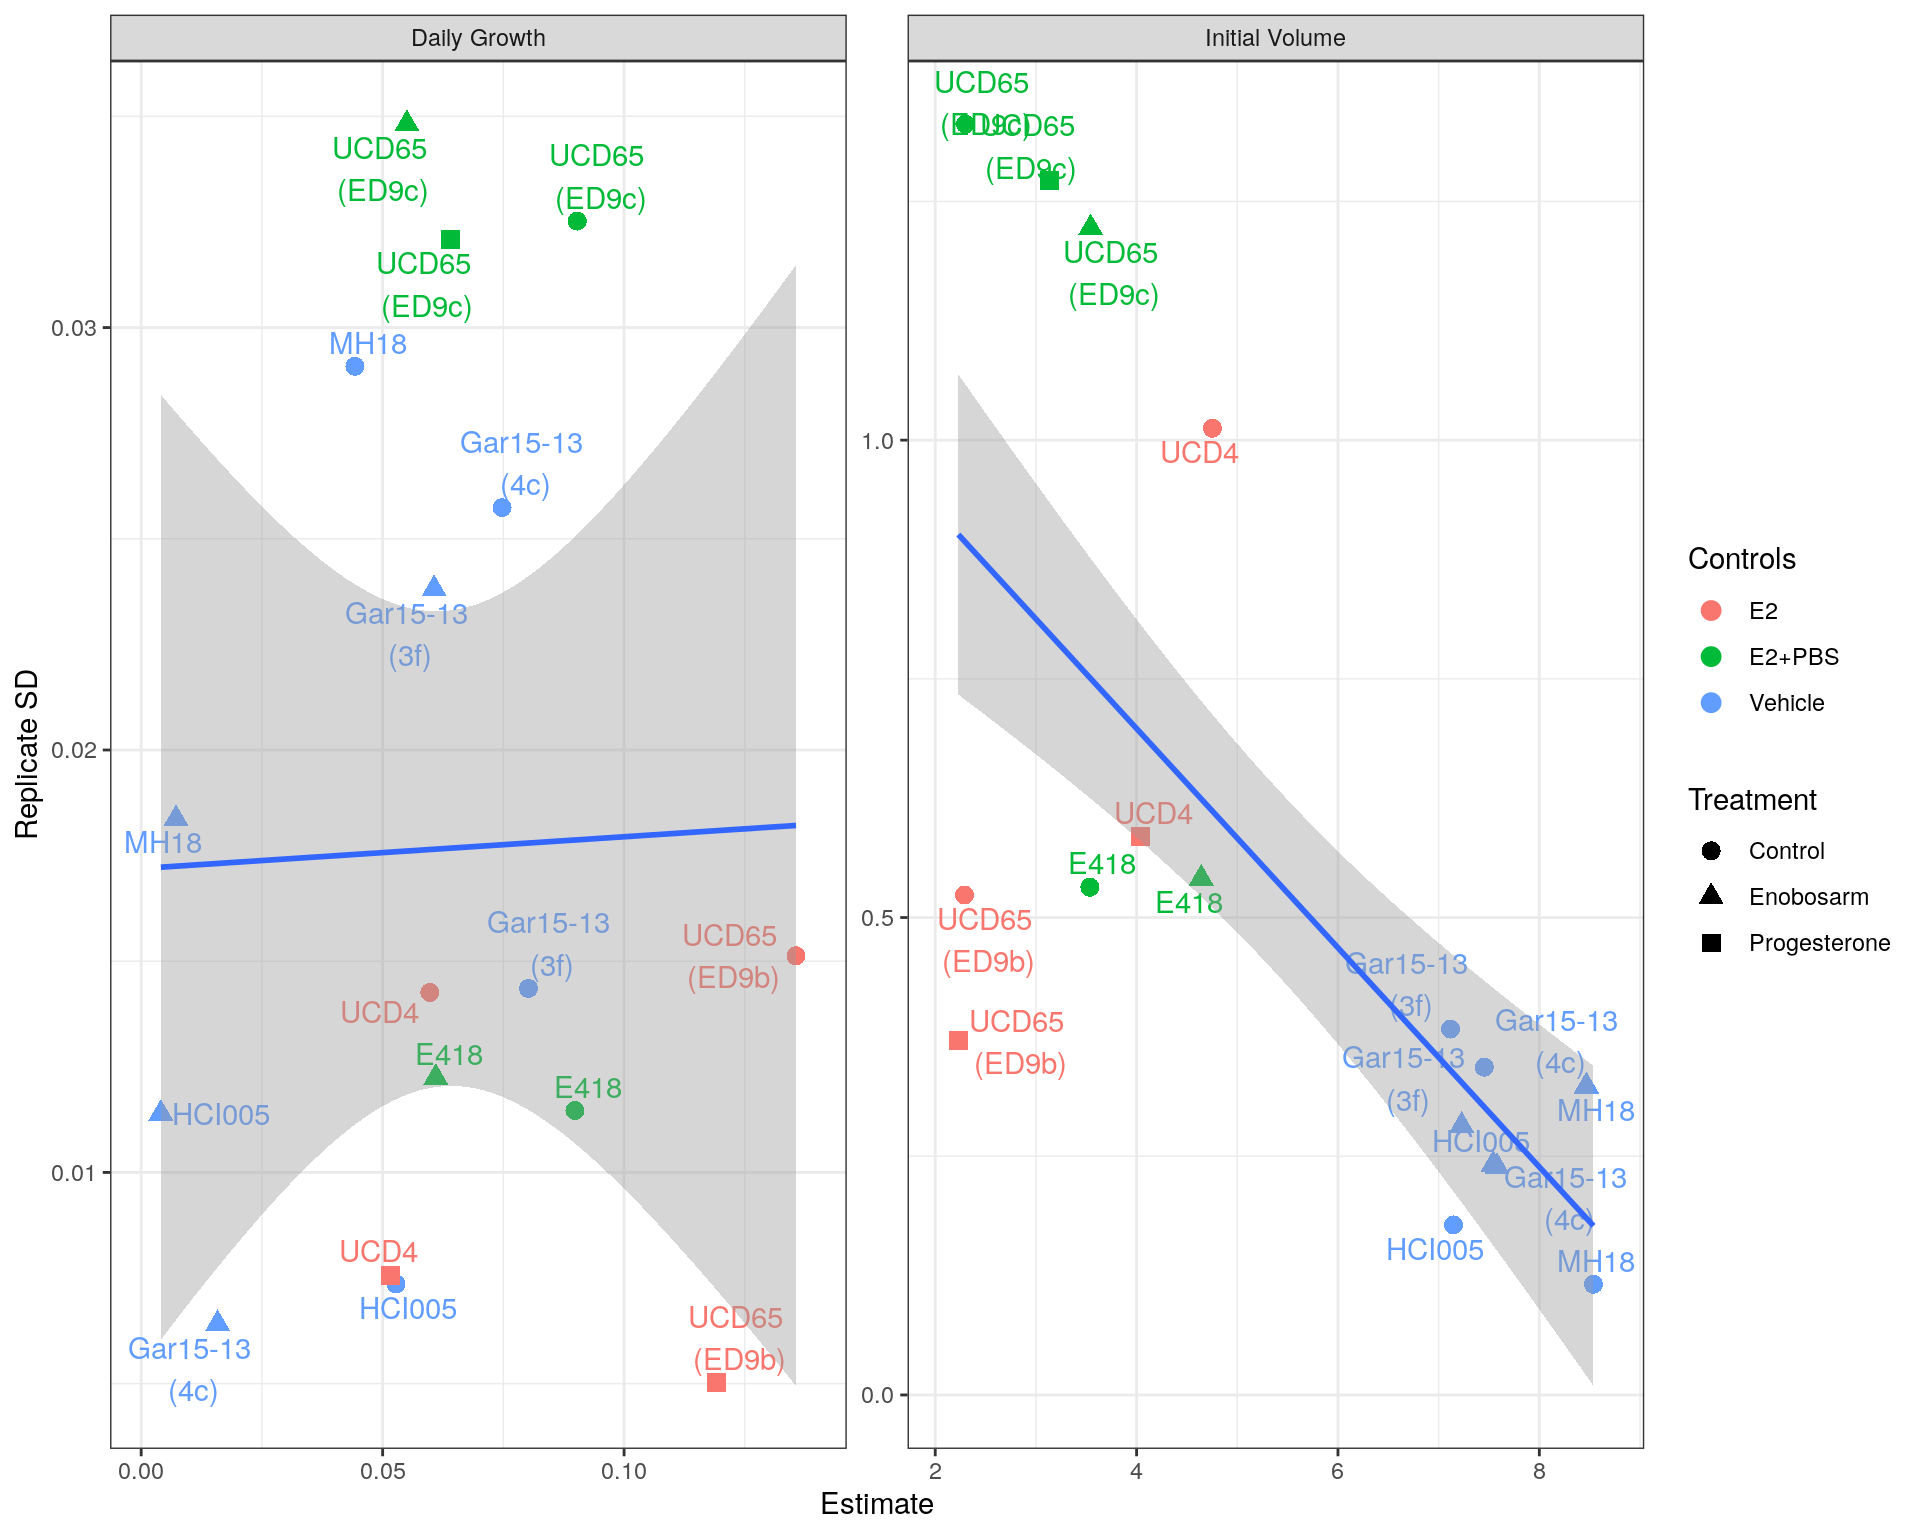 Daily Growth
Initial Volume
UCD65
(ED9c)
UCD65
(ED9c)
UCD65
(ED9c)
MH18
Gar15-13
(4c)
Gar15-13
(3f)
MH18
Gar15-13
(3f)
UCD65
(ED9b)
UCD4
E418
E418
HCI005
UCD4
HCI005
Gar15-13
(4c)
UCD65
(ED9b)
UCD65
(ED9c)
UCD65
(ED9c)
UCD65
(ED9c)
UCD4
UCD4
E418
E418
UCD65
(ED9b)
UCD65
(ED9b)
Gar15-13
(3f)
Gar15-13
(4c)
Gar15-13
(3f)
MH18
HCI005
Gar15-13
(4c)
HCI005
MH18
0.03
0.02
0.01
1.0
0.5
0.0
0.00
0.05
0.10
2
4
6
8
Replicate SD
Estimate
Controls
E2
E2+PBS
Vehicle
Treatment
Control
Enobosarm
Progesterone